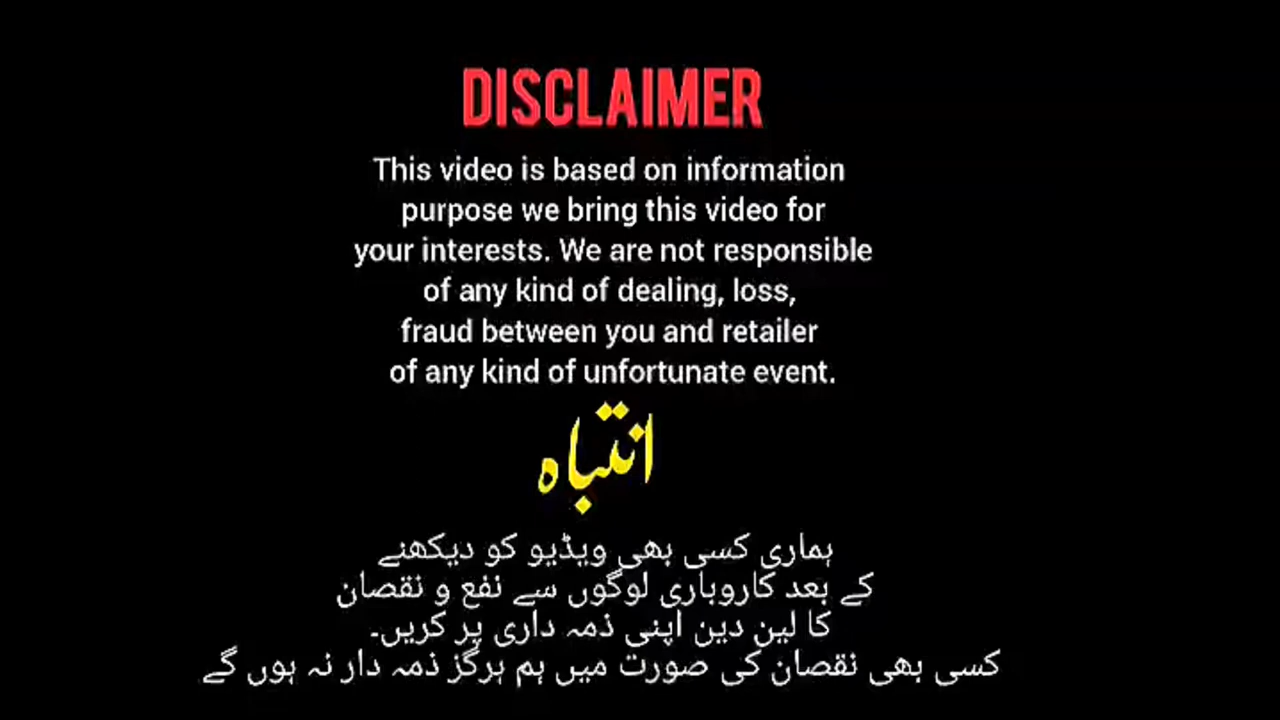 DISCLAIMER
This video is based on information
purpose we bring this video for
your interests. We are not responsible
of any kind of dealing, loss,
fraud between you and retailer
of any kind of unfortunate event.
انتباہ
ہماری کسی بھی ویڈیو کو دیکھنے
کے بعد کاروباری لوگوں سے نفع و نقصان
کا لین دین اپنی ذمہ داری پر کریں۔
کسی بھی نقصان کی صورت میں ہم ہرگز ذمہ دار نہ ہوں گے